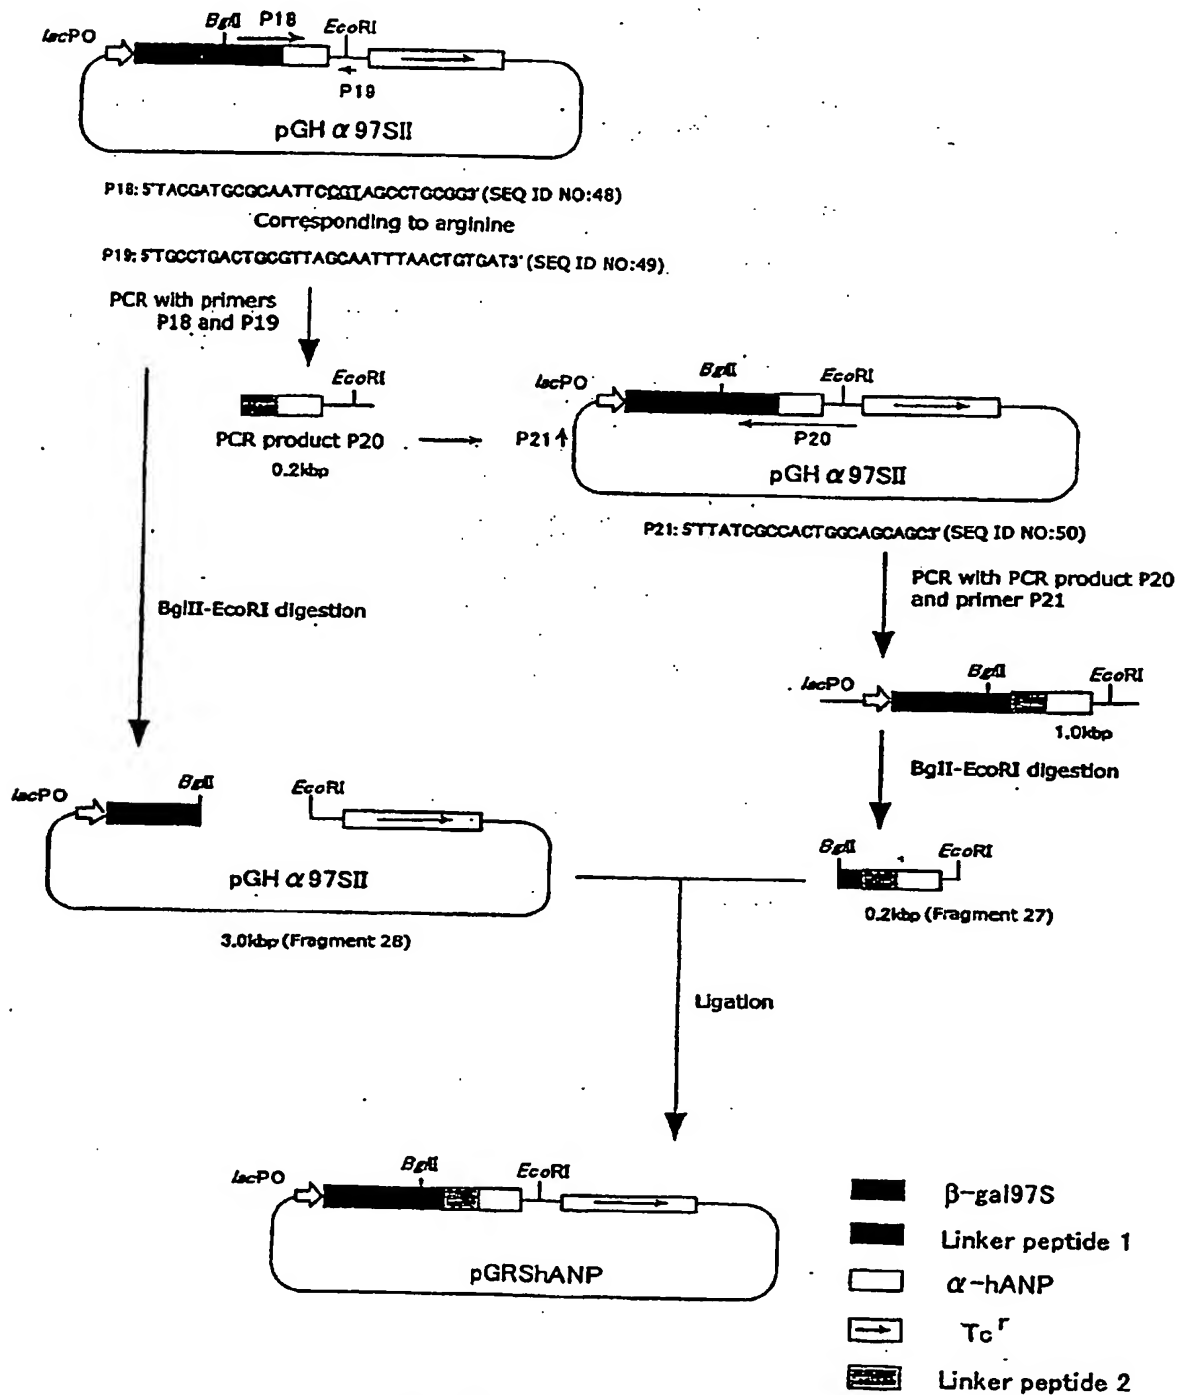 BglII P18
EcoRI
lacPO
P19
pGH α 97SII
P18: 5'TACGATGCGCAATTCCGTAGCCTGCGG3' (SEQ ID NO:48)
Corresponding to arginine
P19: 5'TGCCTGACTGCGTTAGCAATTTAACTGTGAT3' (SEQ ID NO:49)
PCR with primers
P18 and P19
EcoRI
PCR product P20
0.2kbp
lacPO
BglII
EcoRI
P21
P20
pGH α 97SII
P21: 5'TTATCGCCACTGGCAGCAGC3' (SEQ ID NO:50)
PCR with PCR product P20
and primer P21
BglII-EcoRI digestion
lacPO
BglII
EcoRI
1.0kbp
BglII-EcoRI digestion
lacPO
BglII
EcoRI
pGH α 97SII
3.0kbp (Fragment 28)
BglII
EcoRI
0.2kbp (Fragment 27)
Ligation
lacPO
BglII
EcoRI
pGRShANP
β-gal97S
Linker peptide 1
α-hANP
Tc r
Linker peptide 2